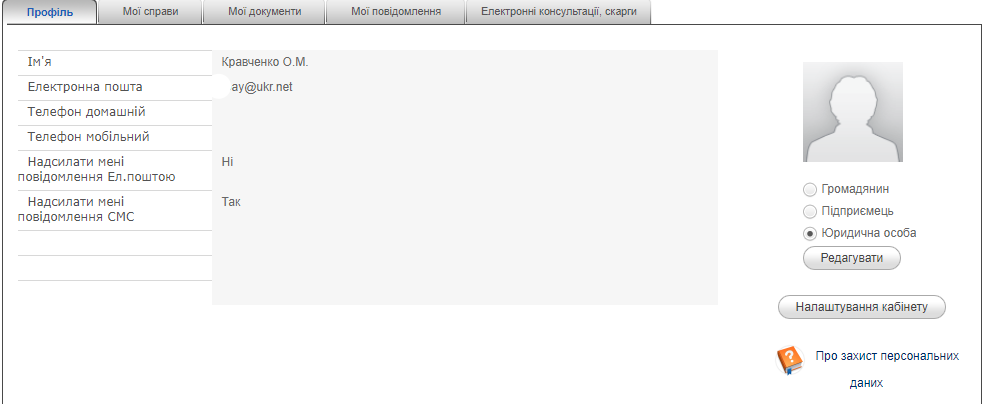 Профіль
Мої справи
Мої документи
Мої повідомлення
Електронні консультації, скарги
Ім'я
Кравченко О.М.
Електронна пошта
ay@ukr.net
Телефон домашній
Телефон мобільний
Надсилати мені
повідомлення Ел.поштою
Ні
Надсилати мені
повідомлення СМС
Так
Громадянин
Підприємець
Юридична особа
Редагувати
Налаштування кабінету
Про захист персональних
даних